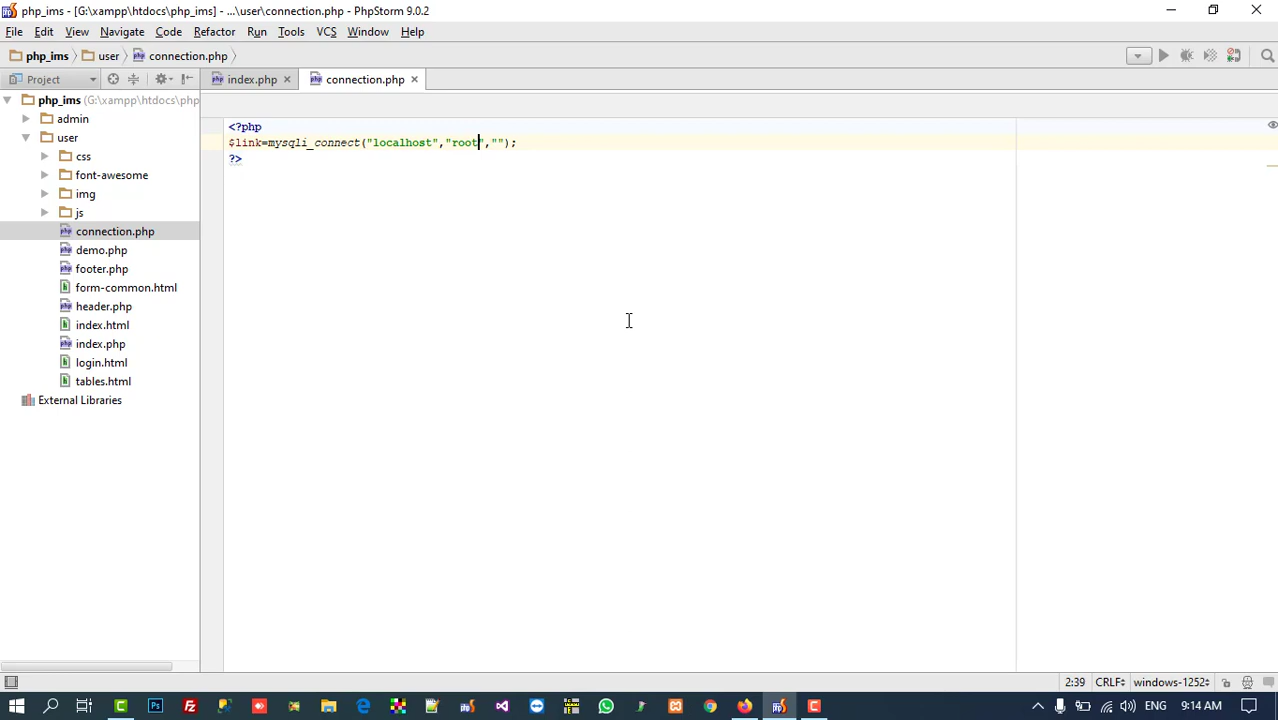 php_ims - [G:\xampp\htdocs\php_ims] - ...\user\connection.php - PhpStorm 9.0.2
File Edit View Navigate Code Refactor Run Tools VCS Window Help
php_ims user connection.php
Project index.php connection.php
php_ims (G:\xampp\htdocs\php
admin
user
css
font-awesome
img
js
connection.php
demo.php
footer.php
form-common.html
header.php
index.html
index.php
login.html
tables.html
External Libraries
<?php
$link=mysqli_connect("localhost","root","");
?>
2:39 CRLF windows-1252
ENG 9:14 AM